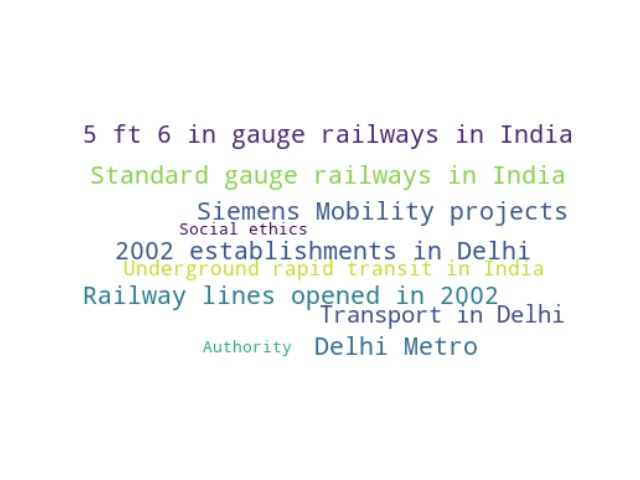 5 ft 6 in gauge railways in India
Standard gauge railways in India
Siemens Mobility projects
Social ethics
2002 establishments in Delhi
Underground rapid transit in India
Railway lines opened in 2002
Transport in Delhi
Authority
Delhi Metro